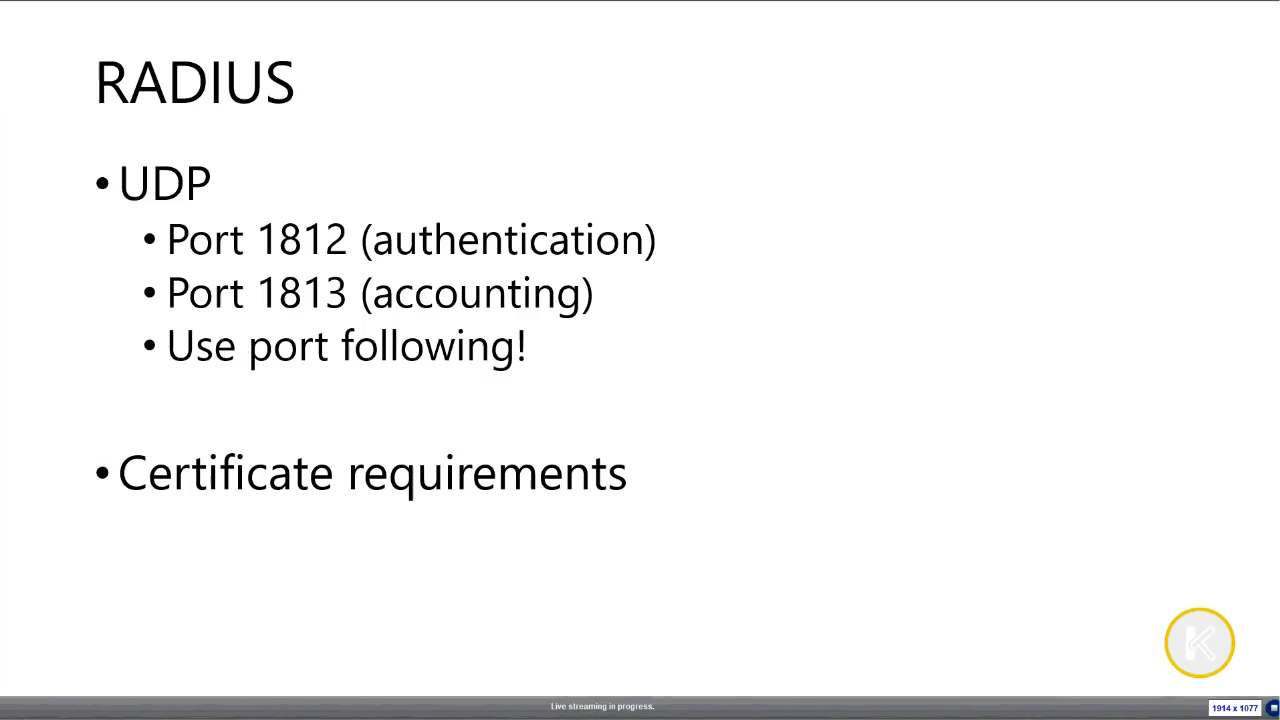 RADIUS
• UDP
• Port 1812 (authentication)
• Port 1813 (accounting)
• Use port following!
• Certificate requirements
K
Live streaming in progress.
1914 x 1077